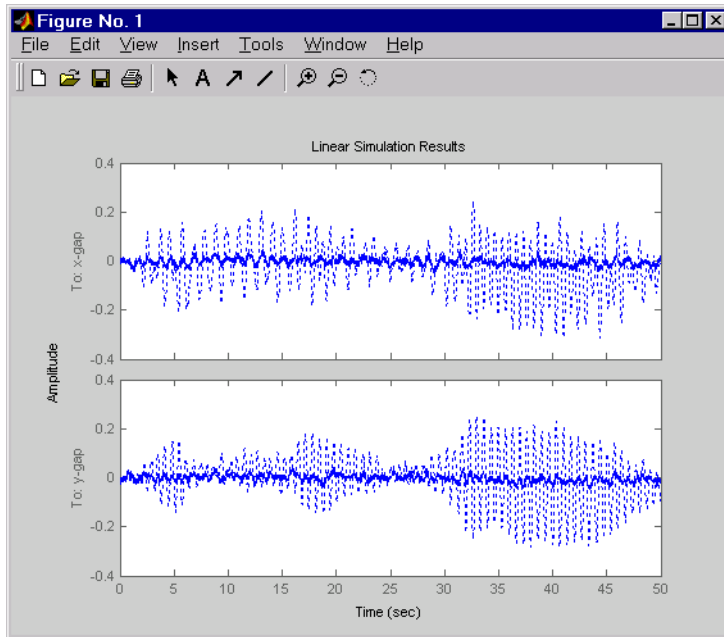 Figure No. 1
File Edit View Insert Tools Window Help
A
Linear Simulation Results
0.4
0.2
0
-0.2
-0.4
To: x-gap
Amplitude
0.4
0.2
0
-0.2
-0.4
To: y-gap
0 5 10 15 20 25 30 35 40 45 50
Time (sec)